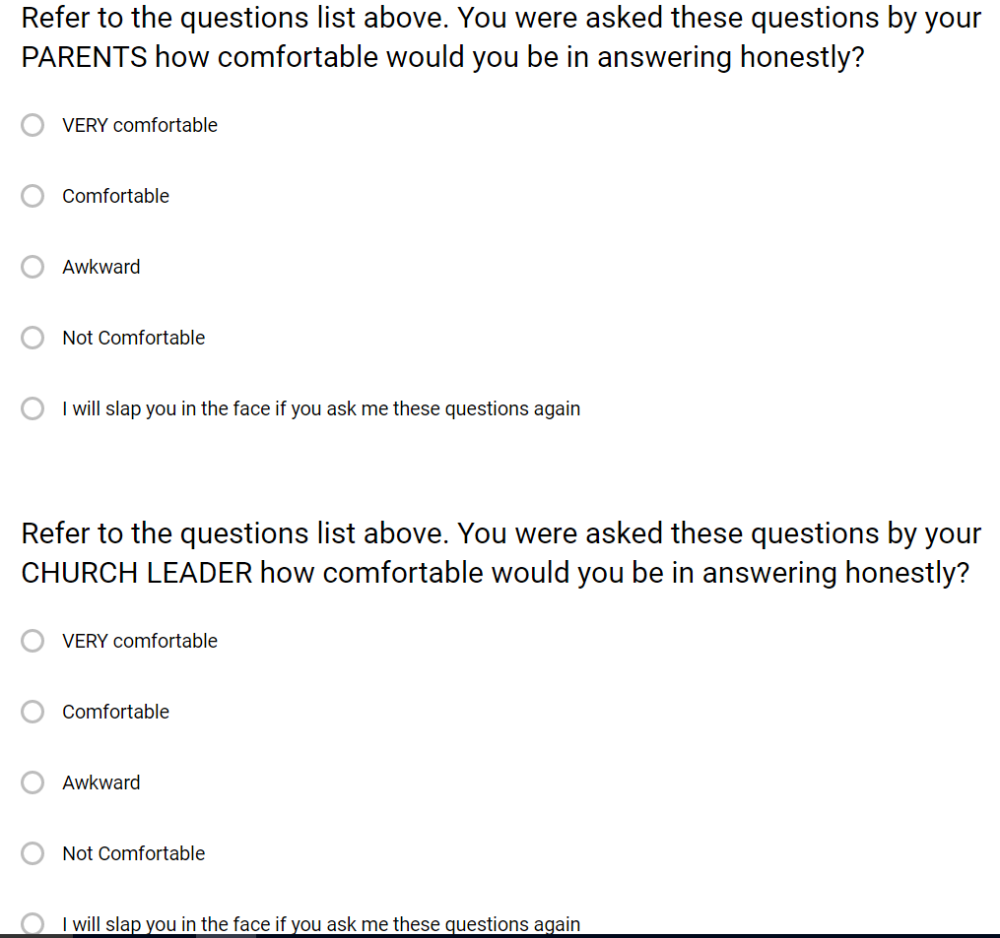 Refer to the questions list above. You were asked these questions by your
PARENTS how comfortable would you be in answering honestly?
VERY comfortable
Comfortable
Awkward
Not Comfortable
I will slap you in the face if you ask me these questions again
Refer to the questions list above. You were asked these questions by your
CHURCH LEADER how comfortable would you be in answering honestly?
VERY comfortable
Comfortable
Awkward
Not Comfortable
I will slap you in the face if you ask me these questions again